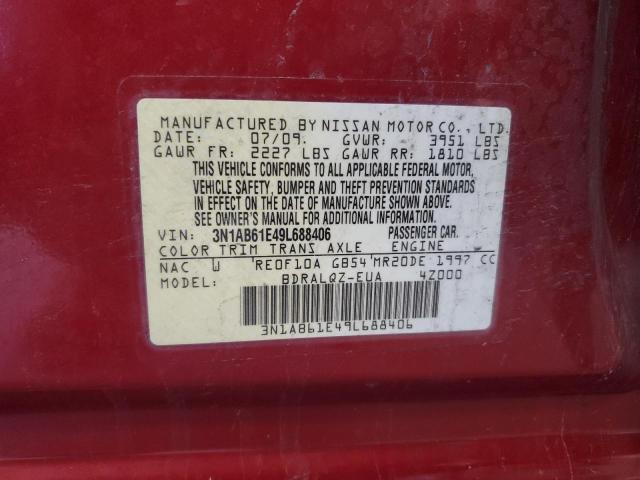 MANUFACTURED BY NISSAN MOTOR CO., LTD.
DATE: 07/09. GVWR: 3951 LBS
GAWR FR: 2227 LBS GAWR RR: 1810 LBS
THIS VEHICLE CONFORMS TO ALL APPLICABLE FEDERAL MOTOR
VEHICLE SAFETY, BUMPER AND THEFT PREVENTION STANDARDS
IN EFFECT ON THE DATE OF MANUFACTURE SHOWN ABOVE.
SEE OWNER'S MANUAL FOR ADDITIONAL INFORMATION.
VIN: 3N1AB61E49L688406 PASSENGER CAR.
COLOR TRIM TRANS AXLE ENGINE
NAC W RE0F10A GB54 MR20DE 1997 CC
MODEL: BDRALQZ-EUA 4Z000
3N1AB61E49L688406